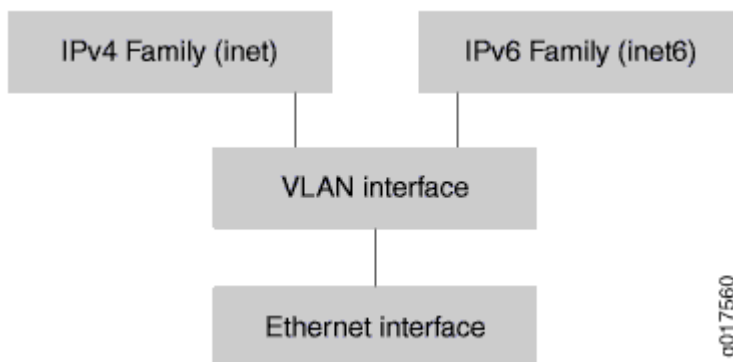 IPv4 Family (inet)
IPv6 Family (inet6)
VLAN interface
Ethernet interface
g017560